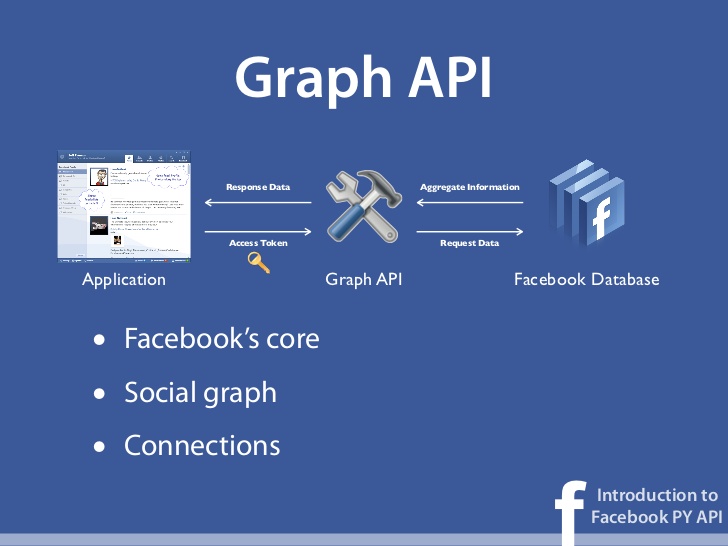 Graph API
Response Data
Aggregate Information
Access Token
Request Data
Application
Graph API
Facebook Database
• Facebook’s core
• Social graph
• Connections
Introduction to
Facebook PY API